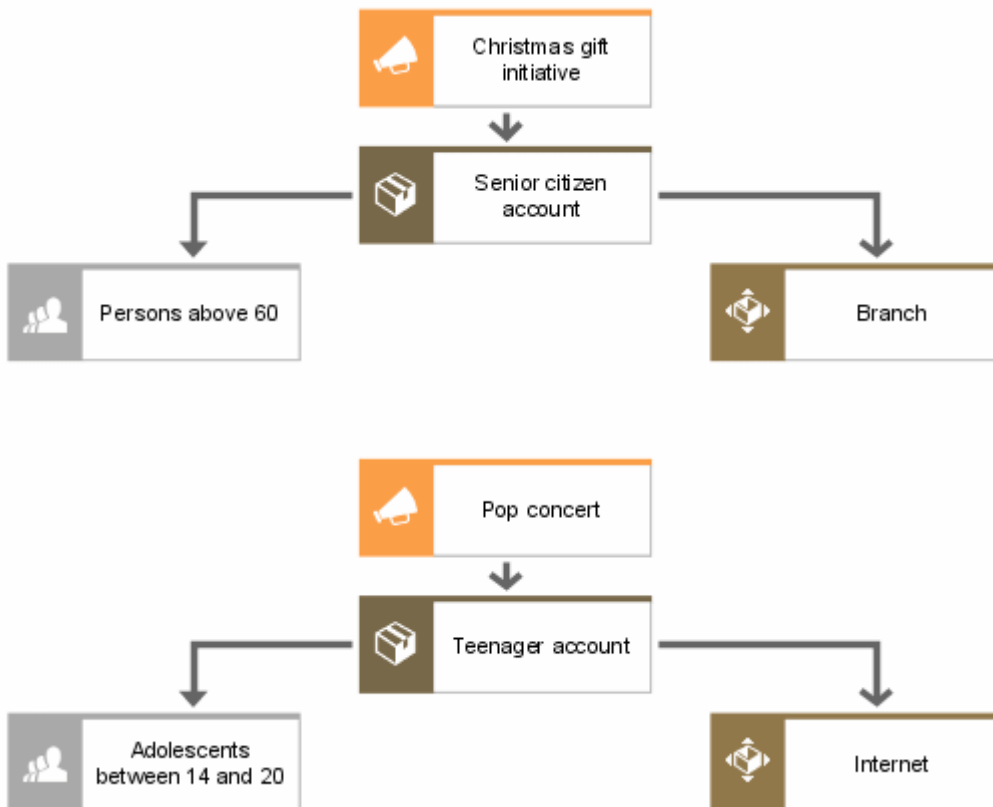 Christmas gift
initiative
Senior citizen
account
Persons above 60
Branch
Pop concert
Teenager account
Adolescents
between 14 and 20
Internet